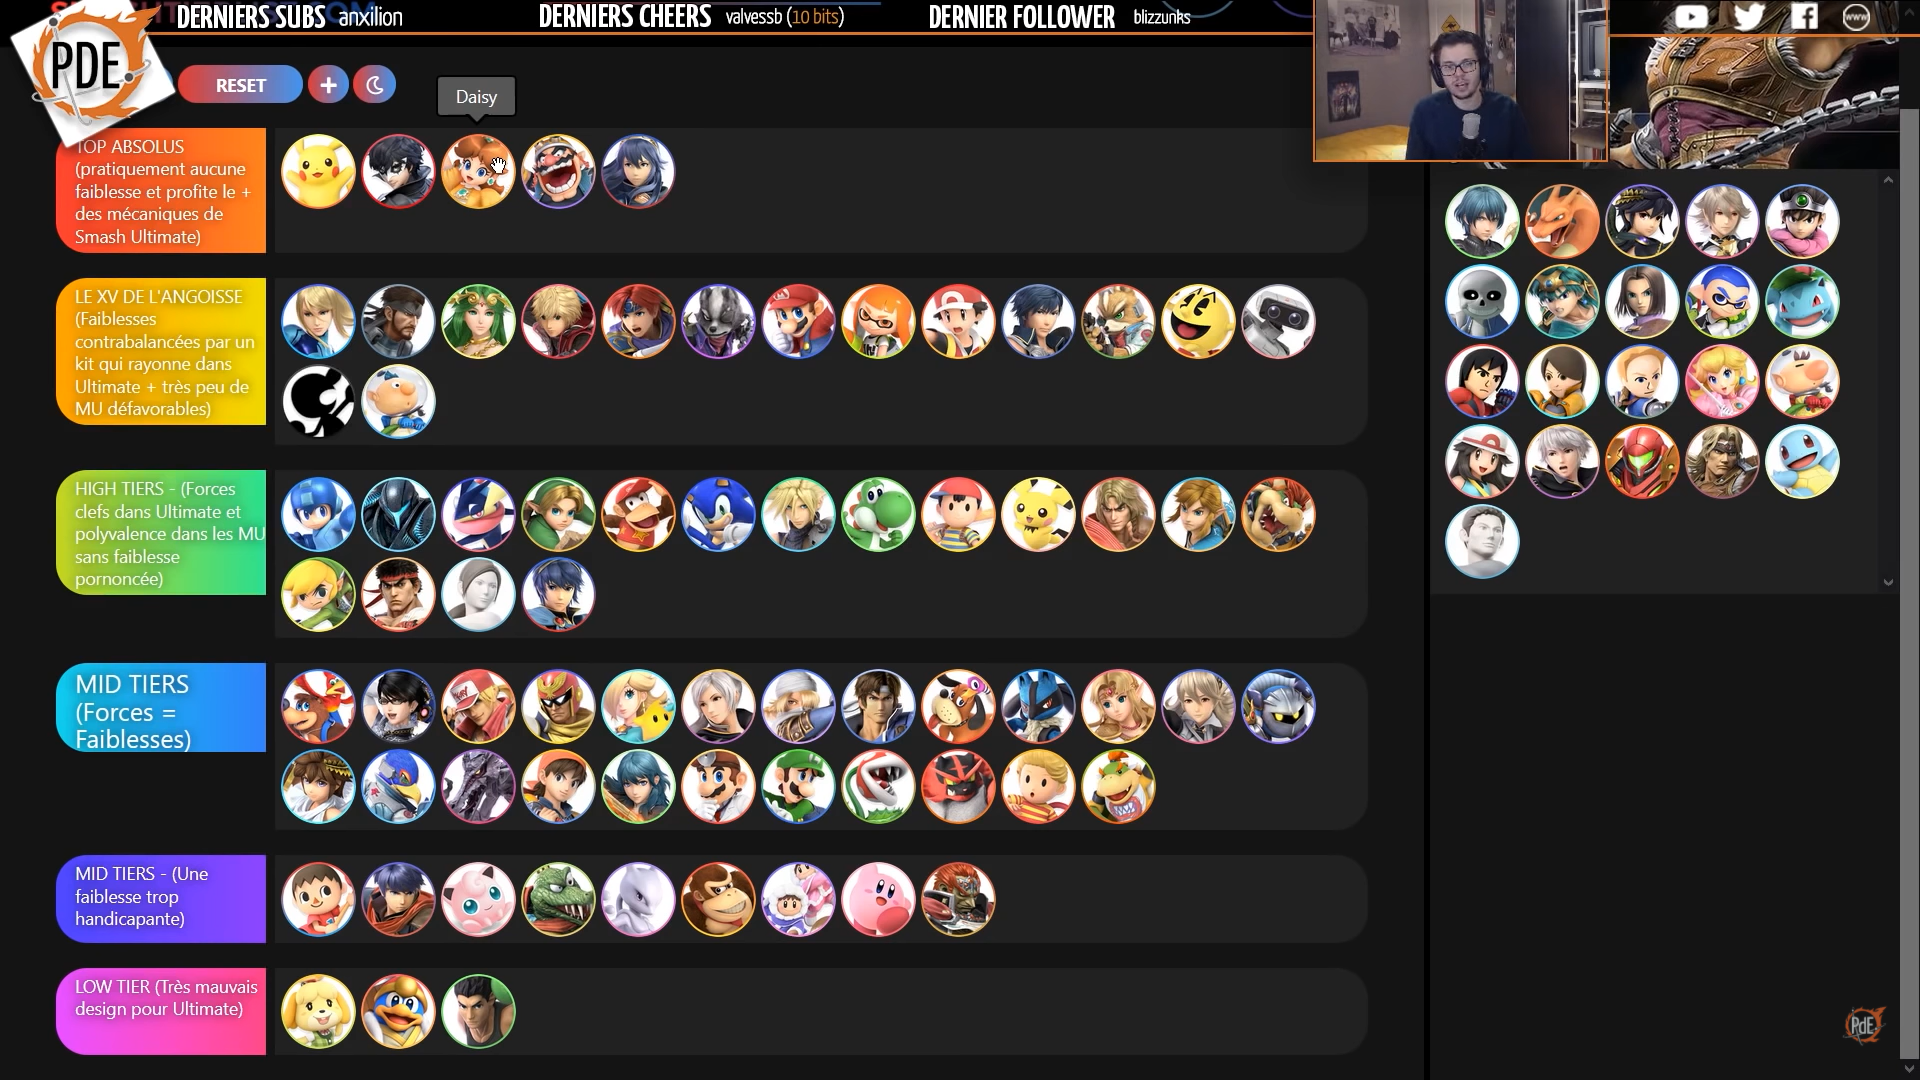 DERNIERS SUBS anxilion
DERNIERS CHEERS valvessb (10 bits)
DERNIER FOLLOWER blizzunks
www
PDE
RESET
Daisy
TOP ABSOLUS
(pratiquement aucune
faiblesse et profite le +
des mécaniques de
Smash Ultimate)
LE XV DE L'ANGOISSE
(Faiblesses
contrabalancées par un
kit qui rayonne dans
Ultimate + très peu de
MU défavorables)
HIGH TIERS - (Forces
clefs dans Ultimate et
polyvalence dans les MU
sans faiblesse
pornoncée)
MID TIERS
(Forces =
Faiblesses)
MID TIERS - (Une
faiblesse trop
handicapante)
LOW TIER (Très mauvais
design pour Ultimate)
PdE